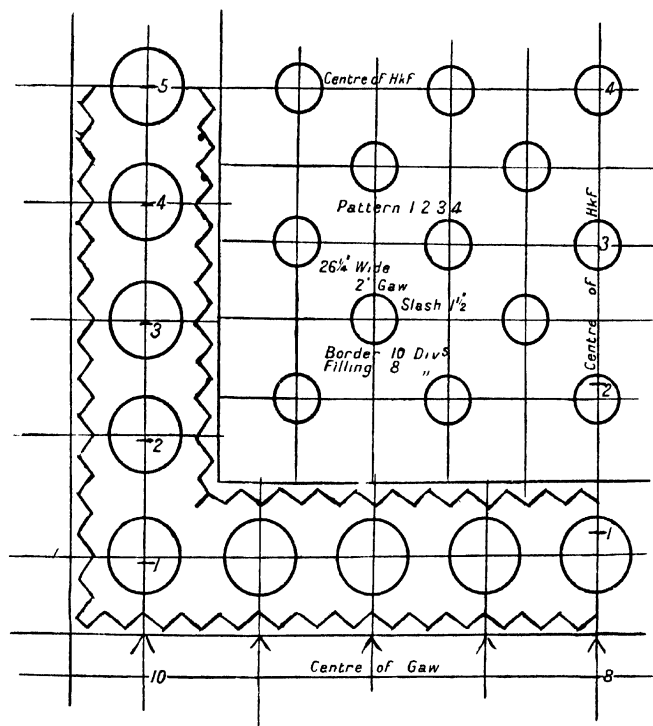 5
Centre of Hkf
4
4
Pattern 1 2 3 4
Centre of Hkf
3
26¼" Wide
2" Gaw
Slash 1½"
3
Border 10 Divs
Filling 8 "
2
2
1
1
Centre of Gaw
10
8